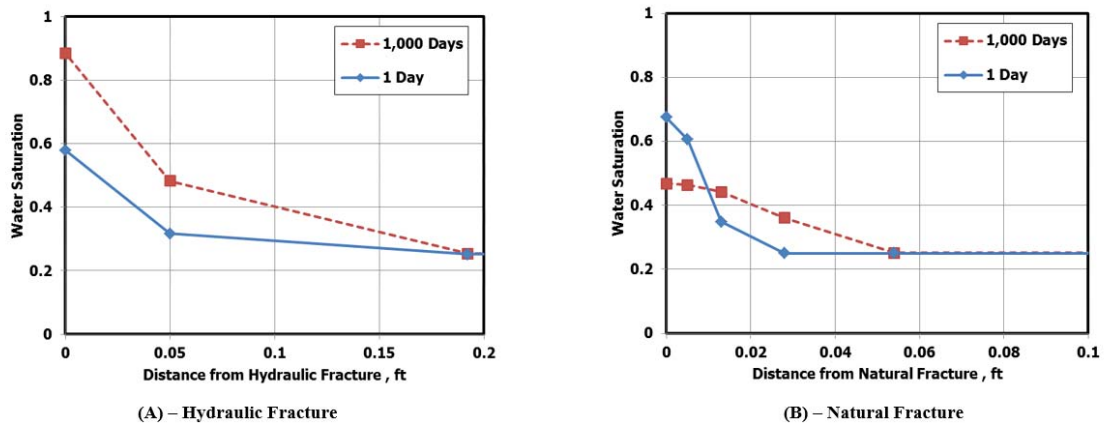 1
0.8
0.6
0.4
0.2
0
Water Saturation
1,000 Days
1 Day
0 0.05 0.1 0.15 0.2
Distance from Hydraulic Fracture , ft
(A) – Hydraulic Fracture
1
0.8
0.6
0.4
0.2
0
Water Saturation
1,000 Days
1 Day
0 0.02 0.04 0.06 0.08 0.1
Distance from Natural Fracture , ft
(B) – Natural Fracture